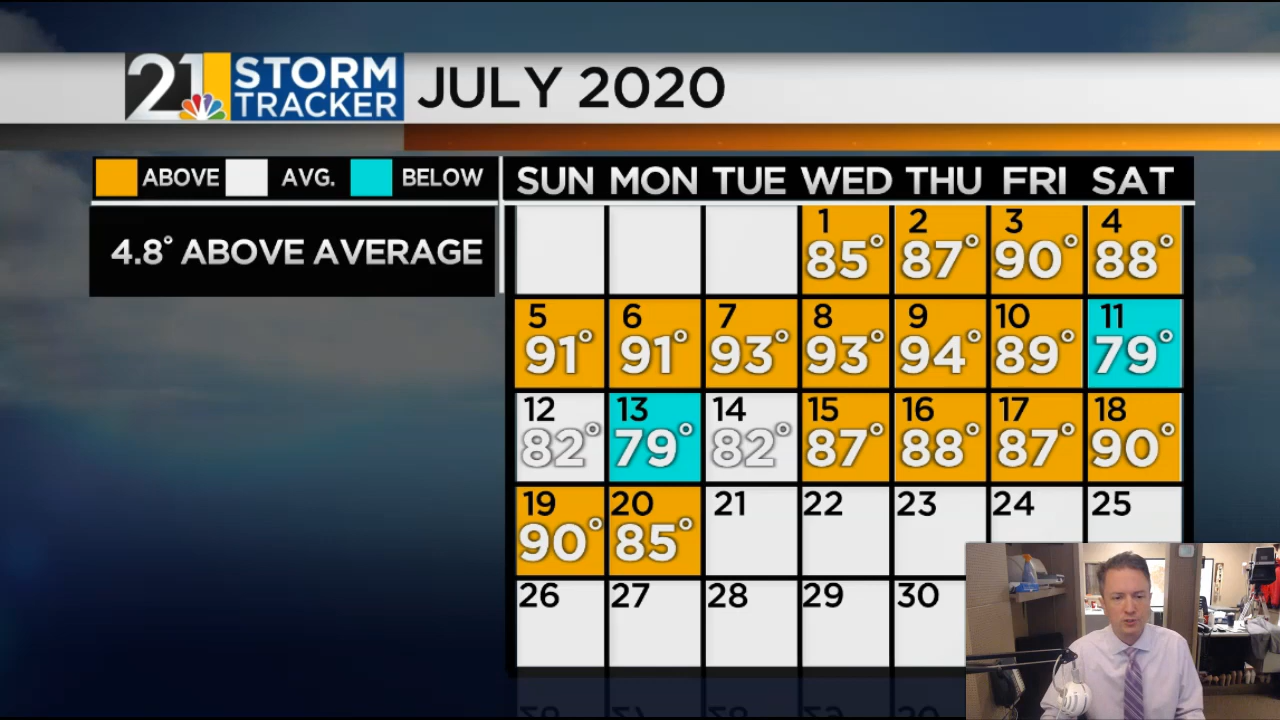 21 STORM TRACKER JULY 2020
ABOVE AVG. BELOW
4.8° ABOVE AVERAGE
SUN MON TUE WED THU FRI SAT
1 2 3 4
85° 87° 90° 88°
5 6 7 8 9 10 11
91° 91° 93° 93° 94° 89° 79°
12 13 14 15 16 17 18
82° 79° 82° 87° 88° 87° 90°
19 20 21 22 23 24 25
90° 85°
26 27 28 29 30